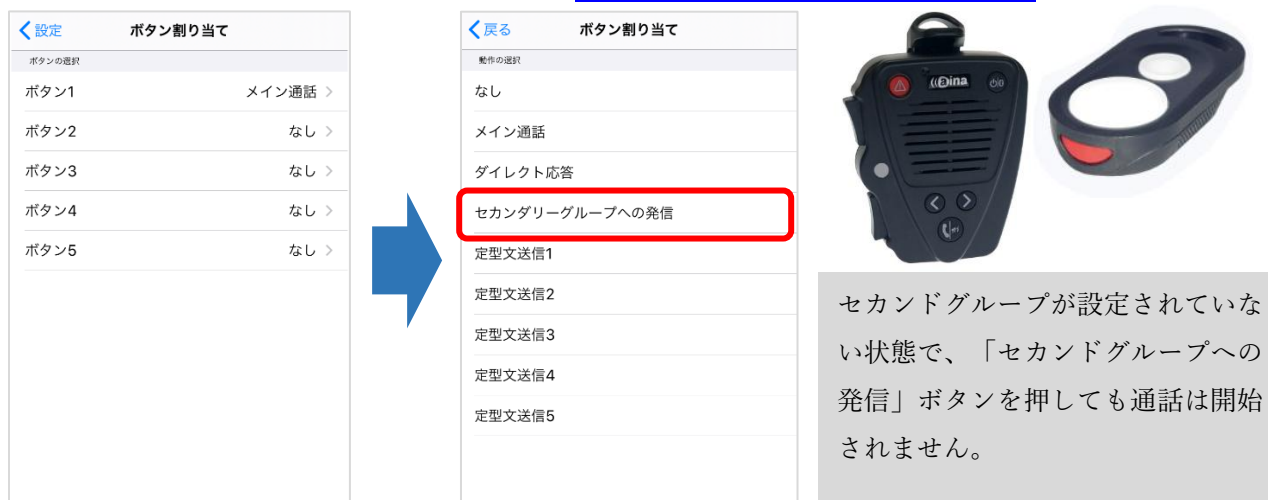 設定
ボタン割り当て
ボタンの選択
ボタン1
メイン通話
ボタン2
なし
ボタン3
なし
ボタン4
なし
ボタン5
なし
戻る
ボタン割り当て
動作の選択
なし
メイン通話
ダイレクト応答
セカンダリーグループへの発信
定型文送信1
定型文送信2
定型文送信3
定型文送信4
定型文送信5
aina
セカンドグループが設定されていな
い状態で、「セカンドグループへの
発信」ボタンを押しても通話は開始
されません。